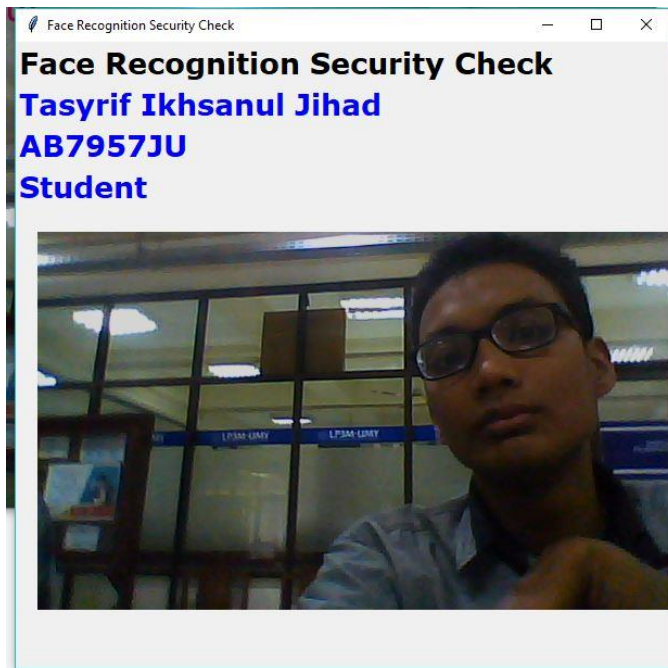 Face Recognition Security Check
Face Recognition Security Check
Tasyrif Ikhsanul Jihad
AB7957JU
Student
LP3M-UMY
LP3M-UMY